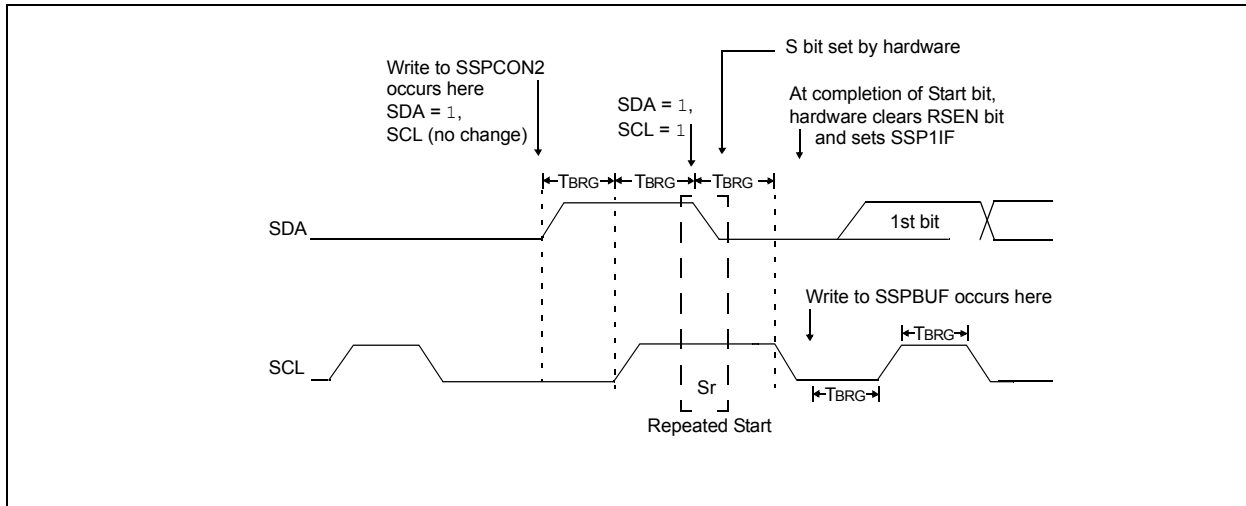 S bit set by hardware
Write to SSPCON2
occurs here
SDA = 1,
SCL (no change)
SDA = 1,
SCL = 1
At completion of Start bit,
hardware clears RSEN bit
and sets SSP1IF
TBRG TBRG TBRG
SDA
1st bit
Write to SSPBUF occurs here
TBRG
SCL
Sr
TBRG
Repeated Start